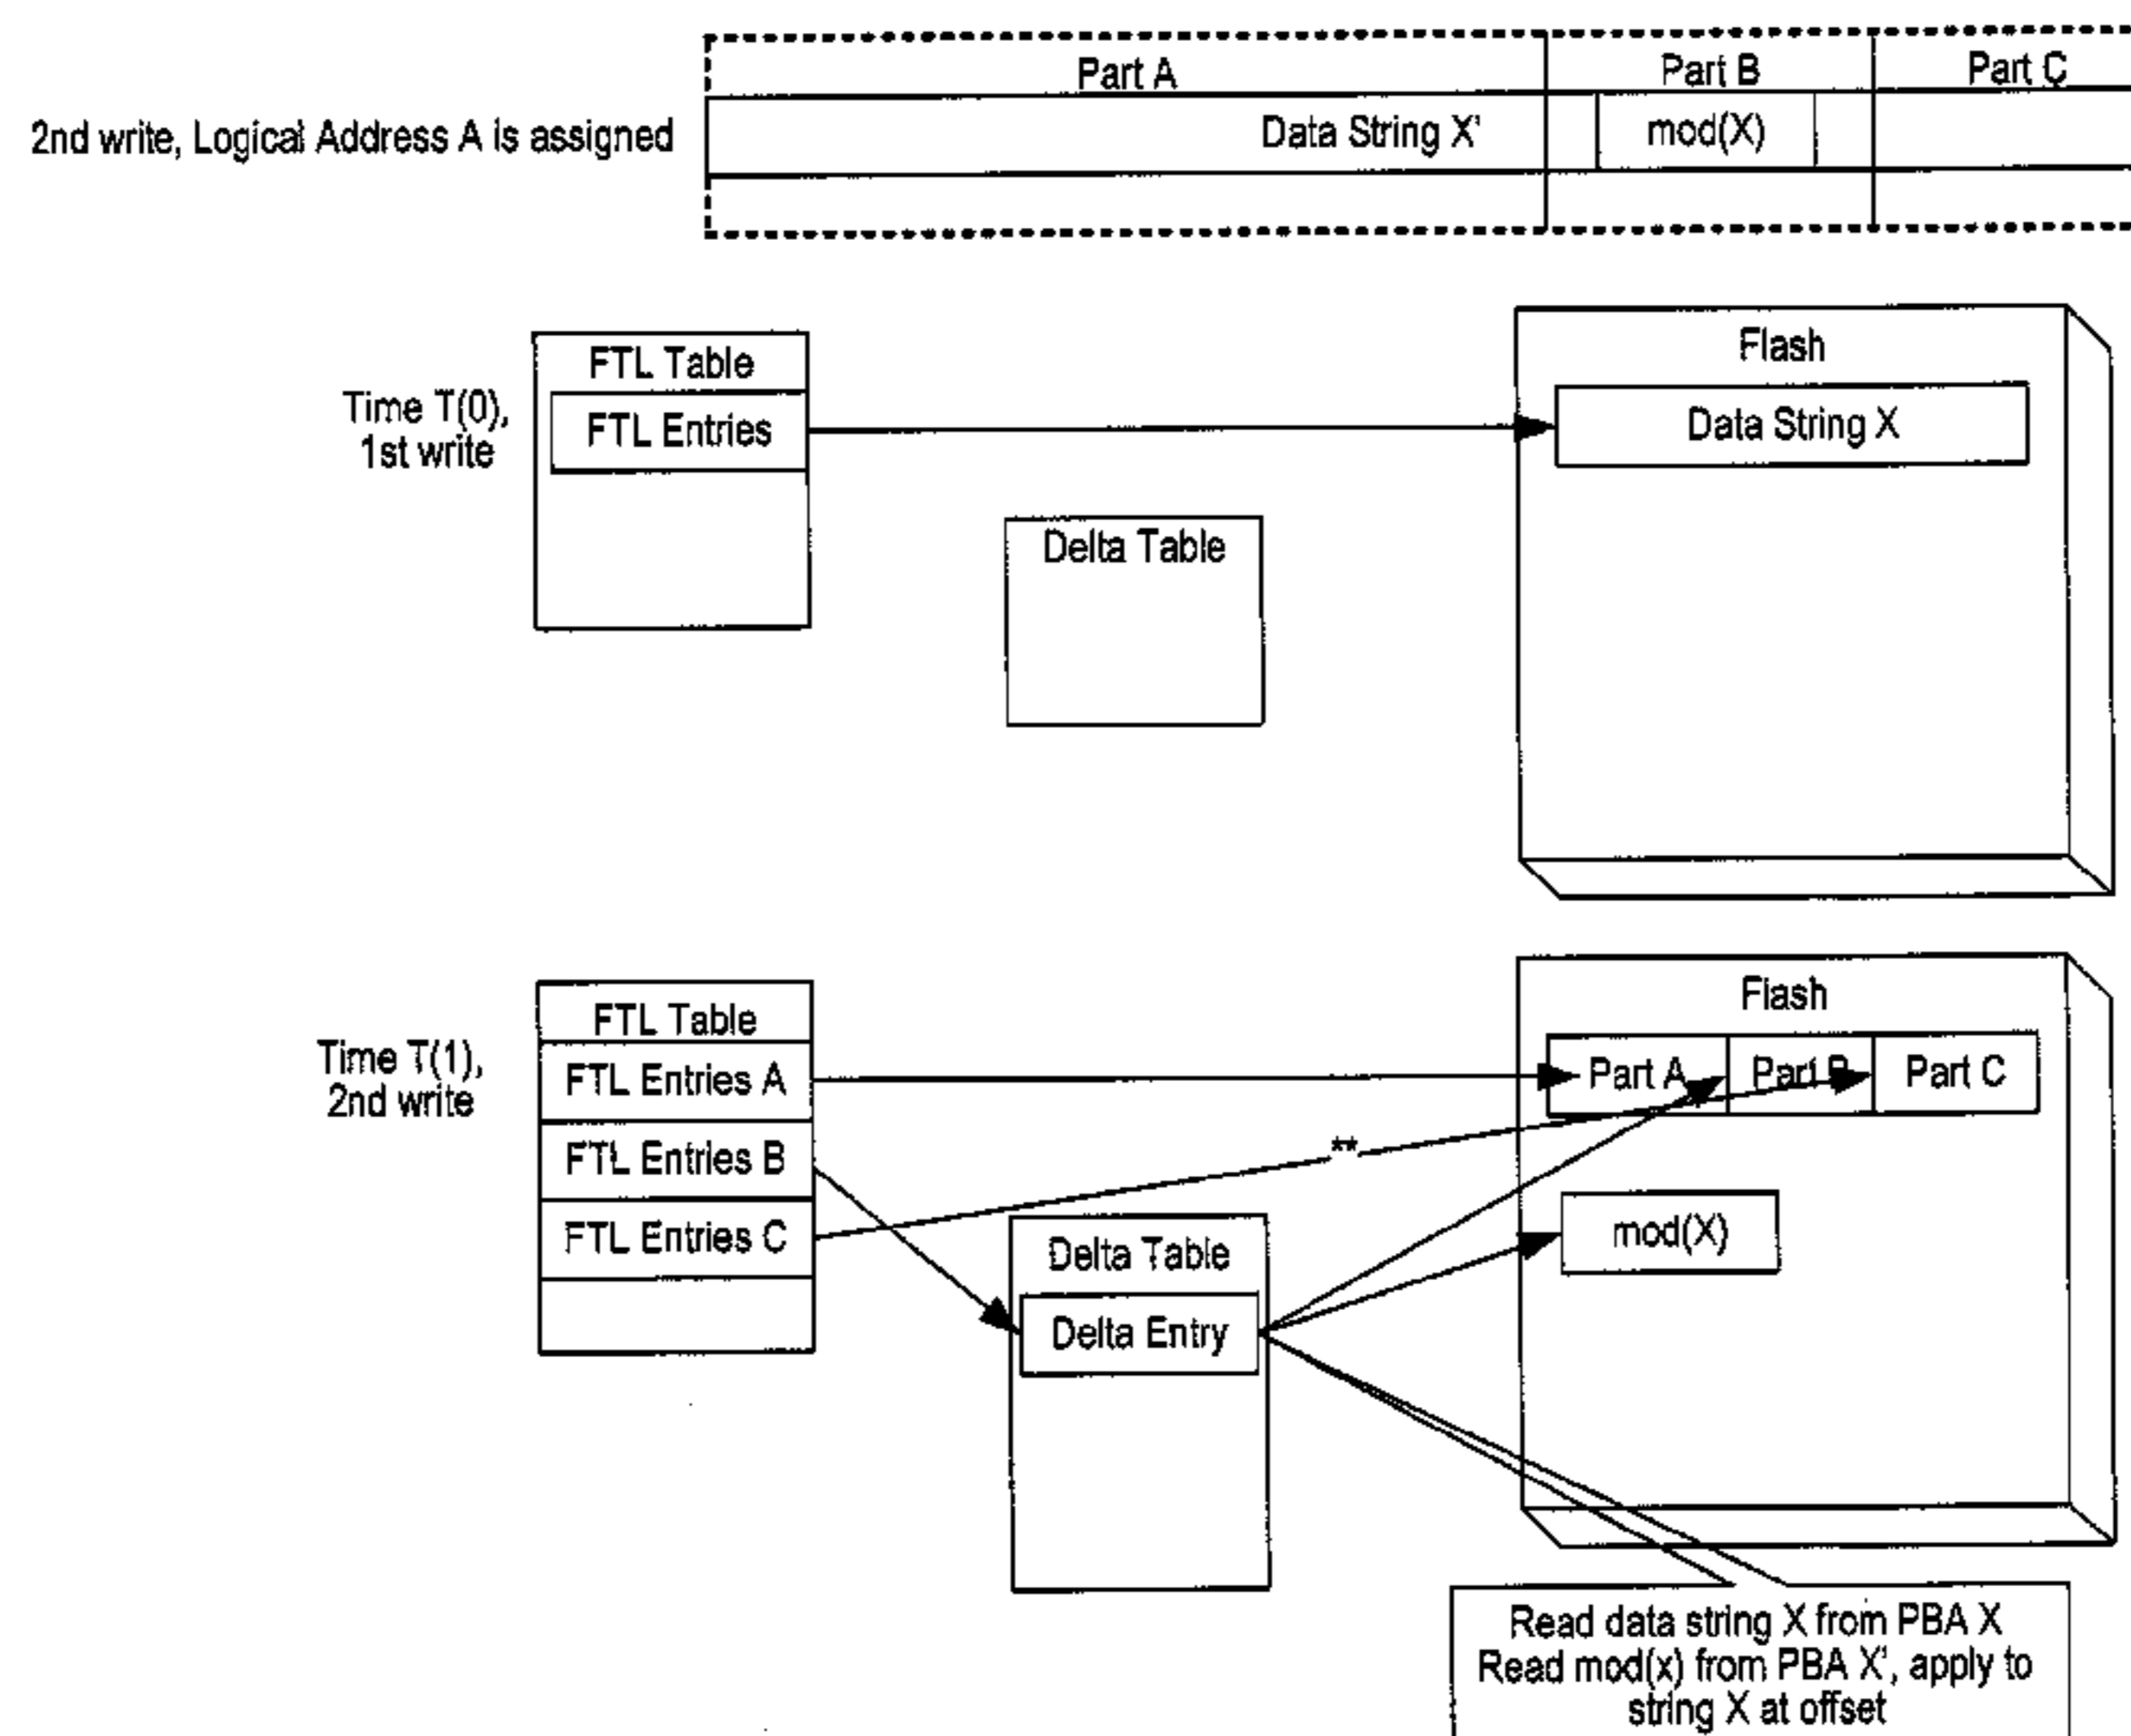 Part A Part B Part C
2nd write, Logical Address A is assigned
Data String X' mod(X)
Time T(0),
1st write
FTL Table
FTL Entries
Delta Table
Flash
Data String X
Time T(1),
2nd write
FTL Table
FTL Entries A
FTL Entries B
FTL Entries C
**
Delta Table
Delta Entry
Flash
Part A Part B Part C
mod(X)
Read data string X from PBA X
Read mod(x) from PBA X', apply to
string X at offset